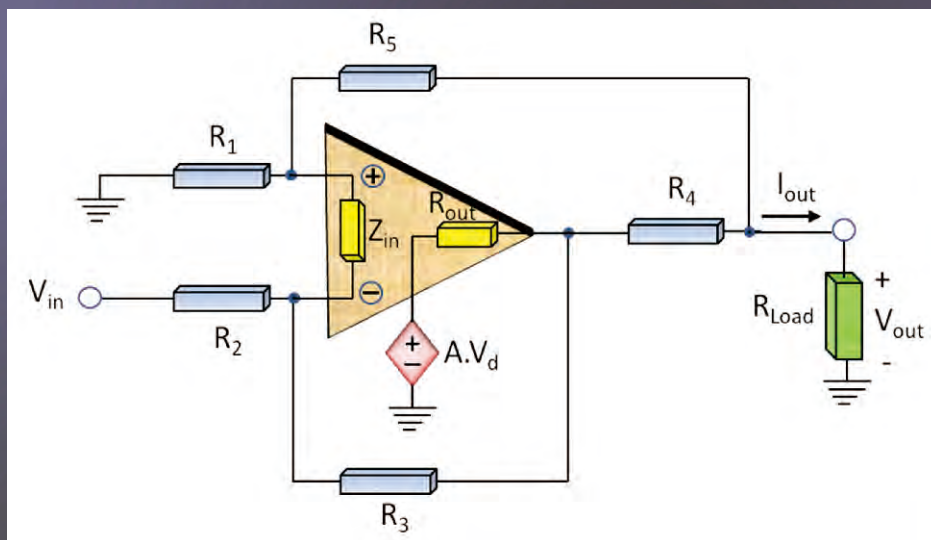 R5
R1
+
Rout
R4
Iout
Zin
Vin
−
R2
+
−
A.Vd
RLoad
+
Vout
-
R3